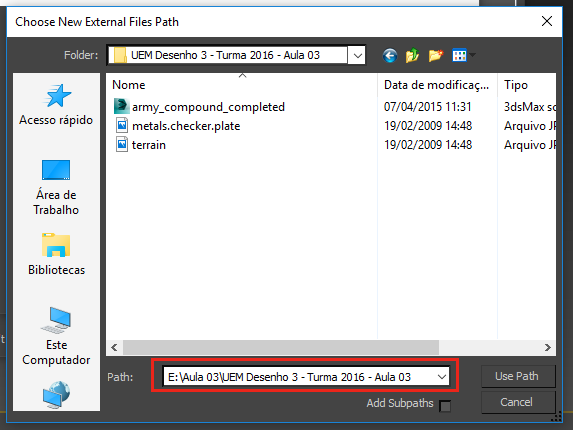 Choose New External Files Path
Folder: UEM Desenho 3 - Turma 2016 - Aula 03
Nome Data de modificaç... Tipo
army_compound_completed 07/04/2015 11:31 3dsMax sc
metals.checker.plate 19/02/2009 14:48 Arquivo JP
terrain 19/02/2009 14:48 Arquivo JP
Acesso rápido
Área de
Trabalho
Bibliotecas
Este
Computador
Path: E:\Aula 03\UEM Desenho 3 - Turma 2016 - Aula 03 Use Path
Add Subpaths Cancel